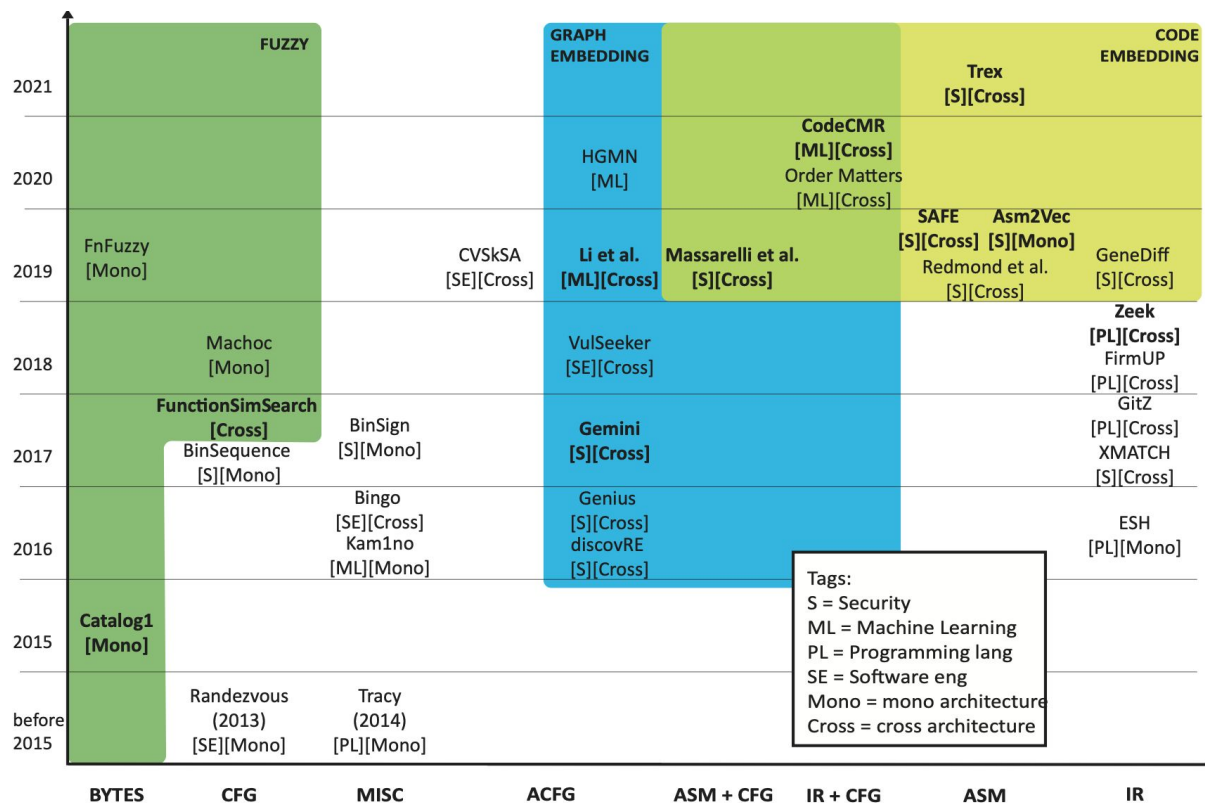 FUZZY
GRAPH
EMBEDDING
CODE
EMBEDDING
2021
Trex
[S][Cross]
2020
HGMN
[ML]
CodeCMR
[ML][Cross]
Order Matters
[ML][Cross]
2019
FnFuzzy
[Mono]
CVSkSA
[SE][Cross]
Li et al.
[ML][Cross]
Massarelli et al.
[S][Cross]
SAFE
[S][Cross]
Asm2Vec
[S][Mono]
Redmond et al.
[S][Cross]
GeneDiff
[S][Cross]
2018
Machoc
[Mono]
VulSeeker
[SE][Cross]
Zeek
[PL][Cross]
FirmUP
[PL][Cross]
2017
FunctionSimSearch
[Cross]
BinSequence
[S][Mono]
BinSign
[S][Mono]
Gemini
[S][Cross]
GitZ
[PL][Cross]
XMATCH
[S][Cross]
2016
Bingo
[SE][Cross]
Kam1no
[ML][Mono]
Genius
[S][Cross]
discovRE
[S][Cross]
ESH
[PL][Mono]
2015
Catalog1
[Mono]
before
2015
Randezvous
(2013)
[SE][Mono]
Tracy
(2014)
[PL][Mono]
Tags:
S = Security
ML = Machine Learning
PL = Programming lang
SE = Software eng
Mono = mono architecture
Cross = cross architecture
BYTES
CFG
MISC
ACFG
ASM + CFG
IR + CFG
ASM
IR